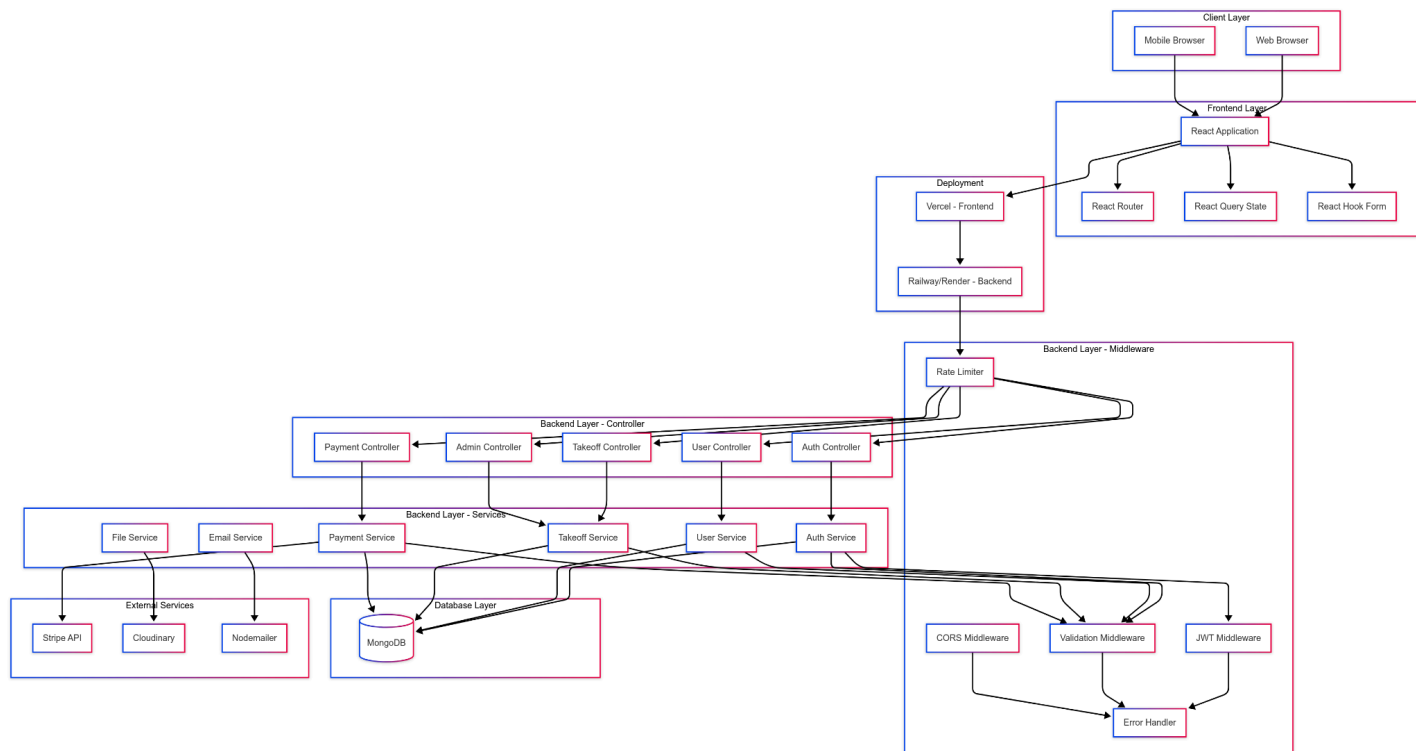 Client Layer
Mobile Browser
Web Browser
Frontend Layer
React Application
React Router
React Query State
React Hook Form
Deployment
Vercel - Frontend
Railway/Render - Backend
Backend Layer - Middleware
Rate Limiter
Backend Layer - Controller
Payment Controller
Admin Controller
Takeoff Controller
User Controller
Auth Controller
Backend Layer - Services
File Service
Email Service
Payment Service
Takeoff Service
User Service
Auth Service
External Services
Stripe API
Cloudinary
Nodemailer
Database Layer
MongoDB
CORS Middleware
Validation Middleware
JWT Middleware
Error Handler